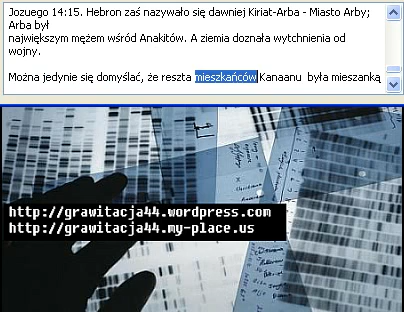 Jozuego 14:15. Hebron zaś nazywało się dawniej Kiriat-Arba - Miasto Arby;
Arba był
największym mężem wśród Anakitów. A ziemia doznała wytchnienia od
wojny.
Można jedynie się domyślać, że reszta mieszkańców Kanaanu  była mieszanką
http://grawitacja44.wordpress.com
http://grawitacja44.my-place.us